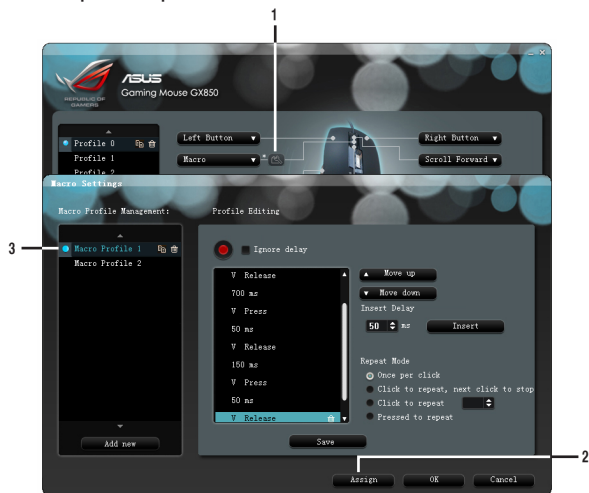 1
ASUS
Gaming Mouse GX850
REPUBLIC OF
GAMERS
Profile 0
Profile 1
Profile 2
Left Button
Macro
Right Button
Scroll Forward
Macro Settings
Macro Profile Management:
Profile Editing
3
Macro Profile 1
Macro Profile 2
Ignore delay
V Release
700 ms
V Press
50 ms
V Release
150 ms
V Press
50 ms
V Release
Move up
Move down
Insert Delay
50 ms
Insert
Repeat Mode
Once per click
Click to repeat, next click to stop
Click to repeat
Pressed to repeat
Add new
Save
2
Assign
OK
Cancel